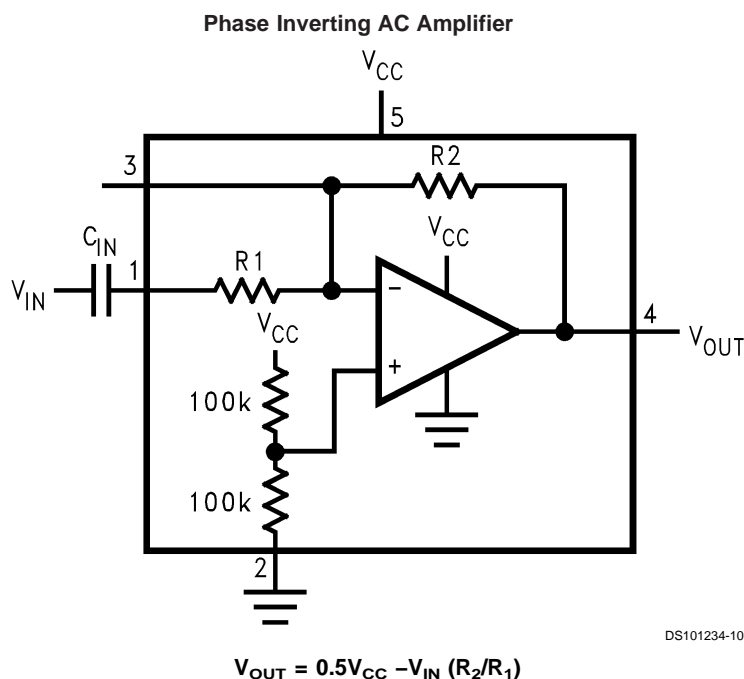 Phase Inverting AC Amplifier
VCC
5
3
R2
CIN
VCC
1
R1
VIN
VCC
−
4
VOUT
+
100k
100k
2
DS101234-10
VOUT = 0.5VCC –VIN (R2/R1)